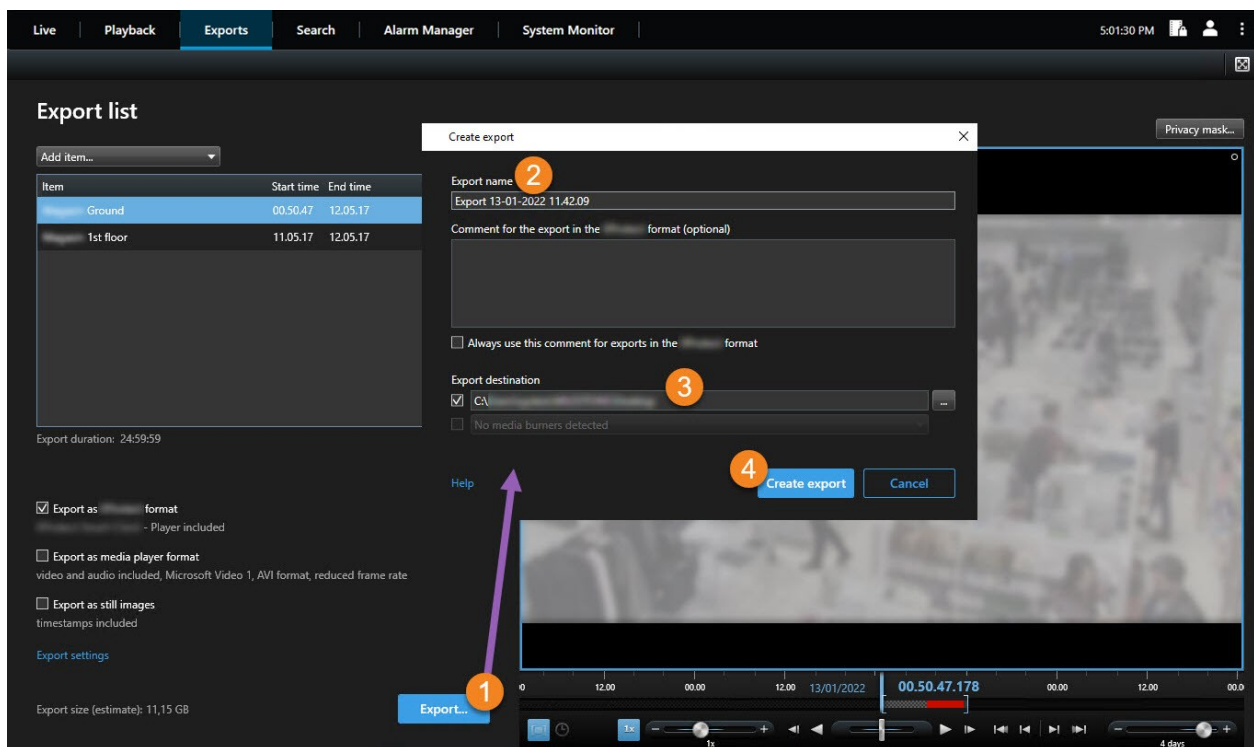 Live Playback Exports Search Alarm Manager System Monitor 5:01:30 PM
Export list
Privacy mask...
Create export
Add item...
Item Start time End time
Ground 00.50.47 12.05.17
1st floor 11.05.17 12.05.17
Export duration: 24:59:59
2
Export name
Export 13-01-2022 11.42.09
Comment for the export in the format (optional)
Always use this comment for exports in the format
3
Export destination
C:\
...
No media burners detected
4
Help
Create export Cancel
Export as format
- Player included
Export as media player format
video and audio included, Microsoft Video 1, AVI format, reduced frame rate
Export as still images
timestamps included
Export settings
1
Export size (estimate): 11,15 GB
Export...
12.00 00.00 12.00 13/01/2022 00.50.47.178 00.00 12.00
1x
1x
4 days